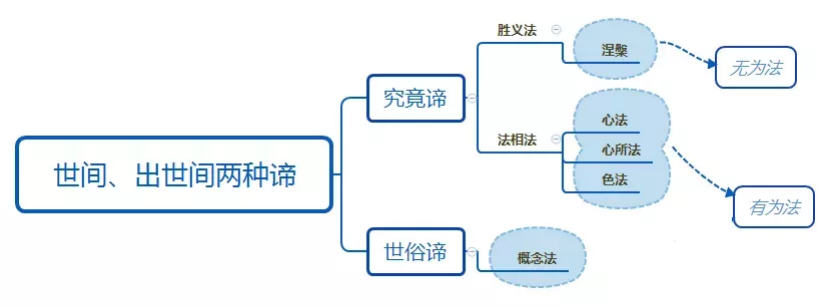 世间、出世间两种谛
究竟谛
胜义法
涅槃
无为法
法相法
心法
心所法
色法
有为法
世俗谛
概念法